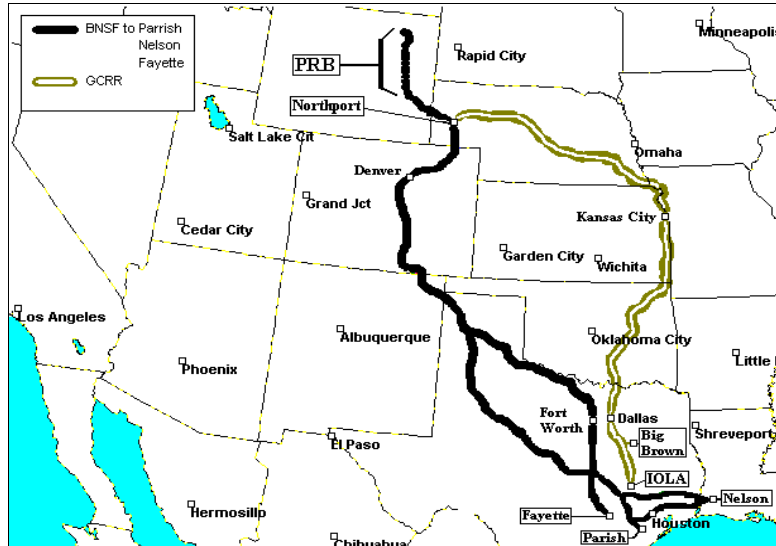 BNSF to Parrish
Nelson
Fayette
GCRR
Minneapolis
PRB
Rapid City
Northport
Salt Lake Cit
Omaha
Denver
Grand Jct
Kansas City
Cedar City
Garden City
Wichita
Los Angeles
Albuquerque
Oklahoma City
Phoenix
Little
Fort
Worth
Dallas
Big
Brown
Shreveport
El Paso
IOLA
Nelson
Hermosillo
Fayette
Houston
Parish
Chihuahua